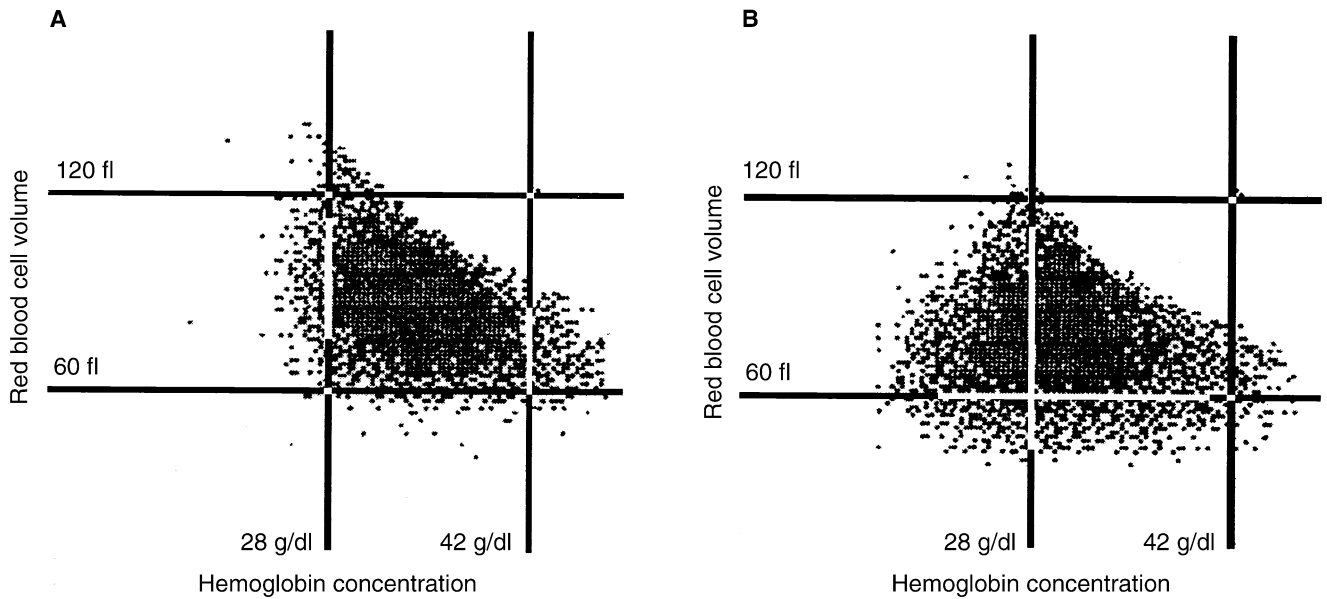 A
120 fl
60 fl
28 g/dl
42 g/dl
Red blood cell volume
Hemoglobin concentration
B
120 fl
60 fl
28 g/dl
42 g/dl
Red blood cell volume
Hemoglobin concentration